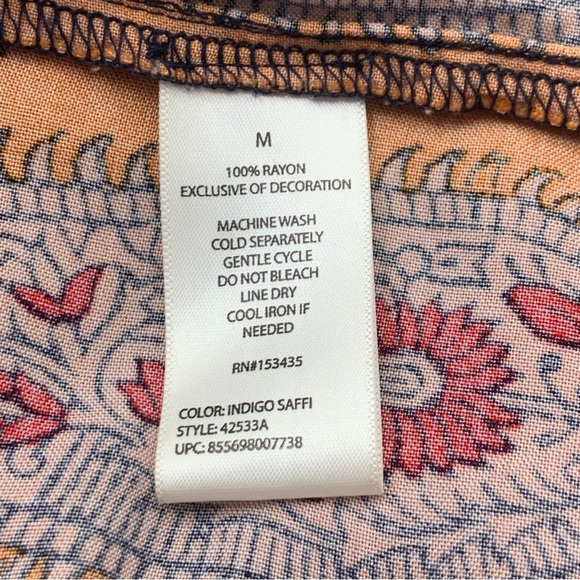 M
100% RAYON
EXCLUSIVE OF DECORATION
MACHINE WASH
COLD SEPARATELY
GENTLE CYCLE
DO NOT BLEACH
LINE DRY
COOL IRON IF
NEEDED
RN#153435
COLOR: INDIGO SAFFI
STYLE: 42533A
UPC: 855698007738